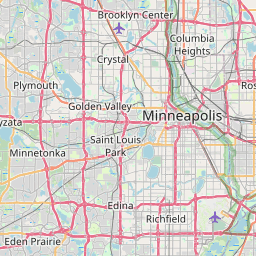 Brooklyn Center
Columbia
Heights
Crystal
Plymouth
Ros
Golden Valley
Minneapolis
yzata
Saint Louis
Park
Minnetonka
Edina
Richfield
Eden Prairie